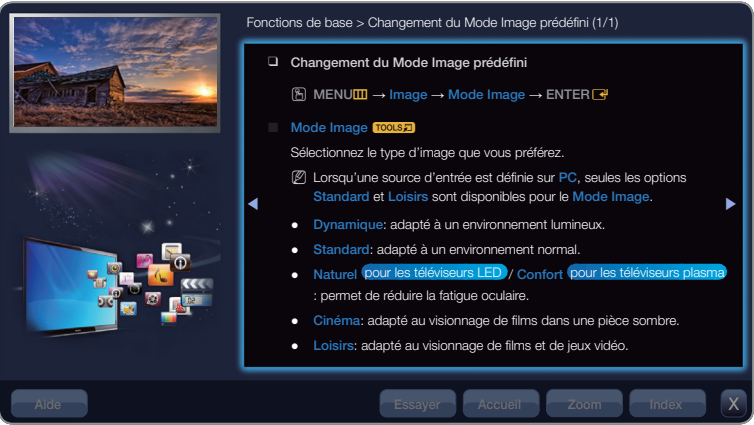 Fonctions de base > Changement du Mode Image prédéfini (1/1)
❑ Changement du Mode Image prédéfini
MENU → Image → Mode Image → ENTER
Mode Image TOOLS
Sélectionnez le type d'image que vous préférez.
Lorsqu'une source d'entrée est définie sur PC, seules les options
Standard et Loisirs sont disponibles pour le Mode Image.
● Dynamique: adapté à un environnement lumineux.
● Standard: adapté à un environnement normal.
● Naturel pour les téléviseurs LED / Confort pour les téléviseurs plasma
: permet de réduire la fatigue oculaire.
● Cinéma: adapté au visionnage de films dans une pièce sombre.
● Loisirs: adapté au visionnage de films et de jeux vidéo.
Aide Essayer Accueil Zoom Index X